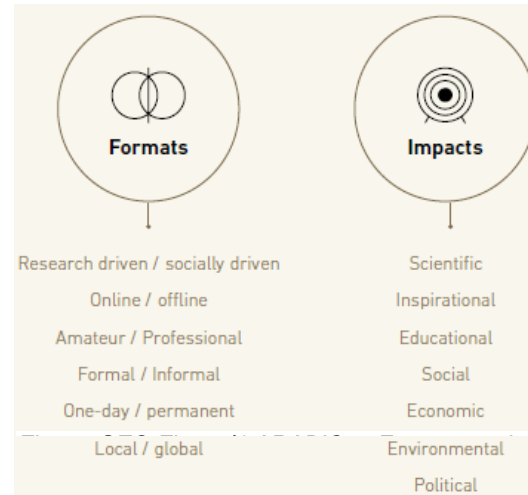 Formats
Research driven / socially driven
Online / offline
Amateur / Professional
Formal / Informal
One-day / permanent
Local / global
Impacts
Scientific
Inspirational
Educational
Social
Economic
Environmental
Political